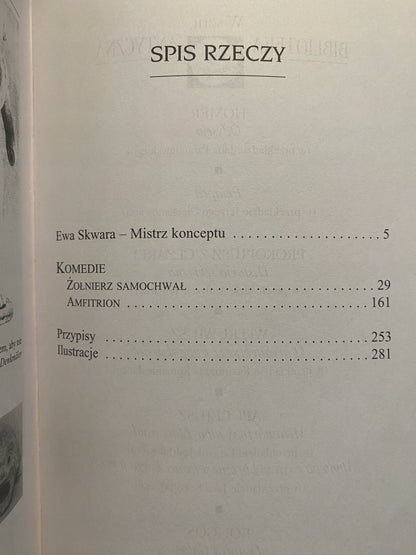 SPIS RZECZY
Ewa Skwara – Mistrz konceptu . . . . . . . . . . . . . . . . . . . 5
KOMEDIE
ŻOŁNIERZ SAMOCHWAŁ . . . . . . . . . . . . . . . . . . . . . . 29
AMFITRION . . . . . . . . . . . . . . . . . . . . . . . . . . . . . . 161
Przypisy . . . . . . . . . . . . . . . . . . . . . . . . . . . . . . . . 253
Ilustracje . . . . . . . . . . . . . . . . . . . . . . . . . . . . . . . 281